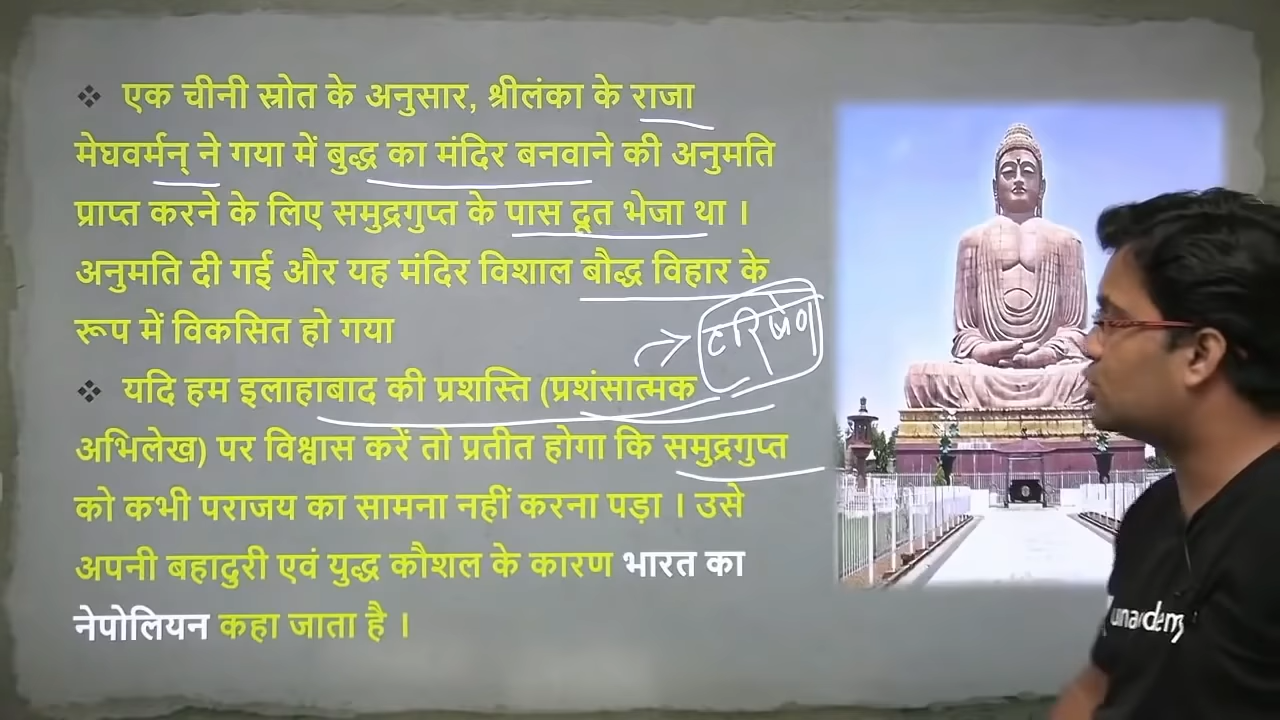 ❖ एक चीनी स्रोत के अनुसार, श्रीलंका के राजा
मेघवर्मन् ने गया में बुद्ध का मंदिर बनवाने की अनुमति
प्राप्त करने के लिए समुद्रगुप्त के पास दूत भेजा था ।
अनुमति दी गई और यह मंदिर विशाल बौद्ध विहार के
रूप में विकसित हो गया
❖ यदि हम इलाहाबाद की प्रशस्ति (प्रशंसात्मक
अभिलेख) पर विश्वास करें तो प्रतीत होगा कि समुद्रगुप्त
को कभी पराजय का सामना नहीं करना पड़ा । उसे
अपनी बहादुरी एवं युद्ध कौशल के कारण भारत का
नेपोलियन कहा जाता है ।
unacademy